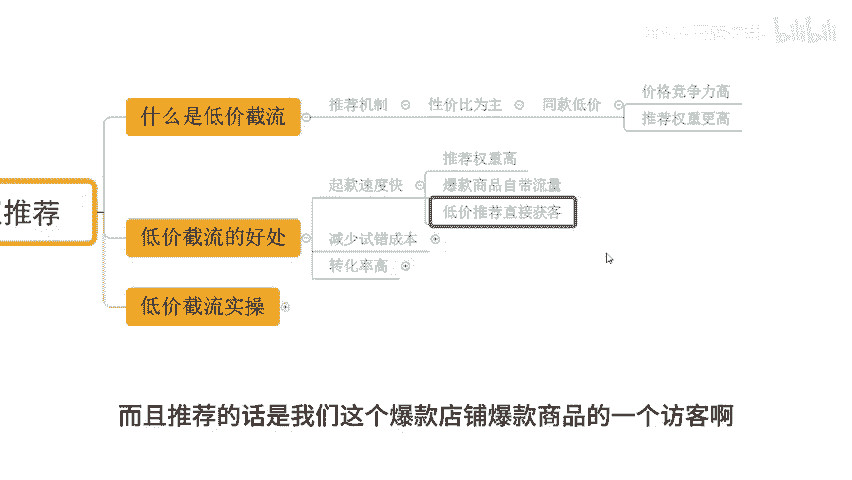 bilibili
推荐
什么是低价截流
推荐机制
性价比为主
同款低价
价格竞争力高
推荐权重更高
低价截流的好处
起款速度快
推荐权重高
爆款商品自带流量
低价推荐直接获客
减少试错成本
转化率高
低价截流实操
而且推荐的话是我们这个爆款店铺爆款商品的一个访客啊